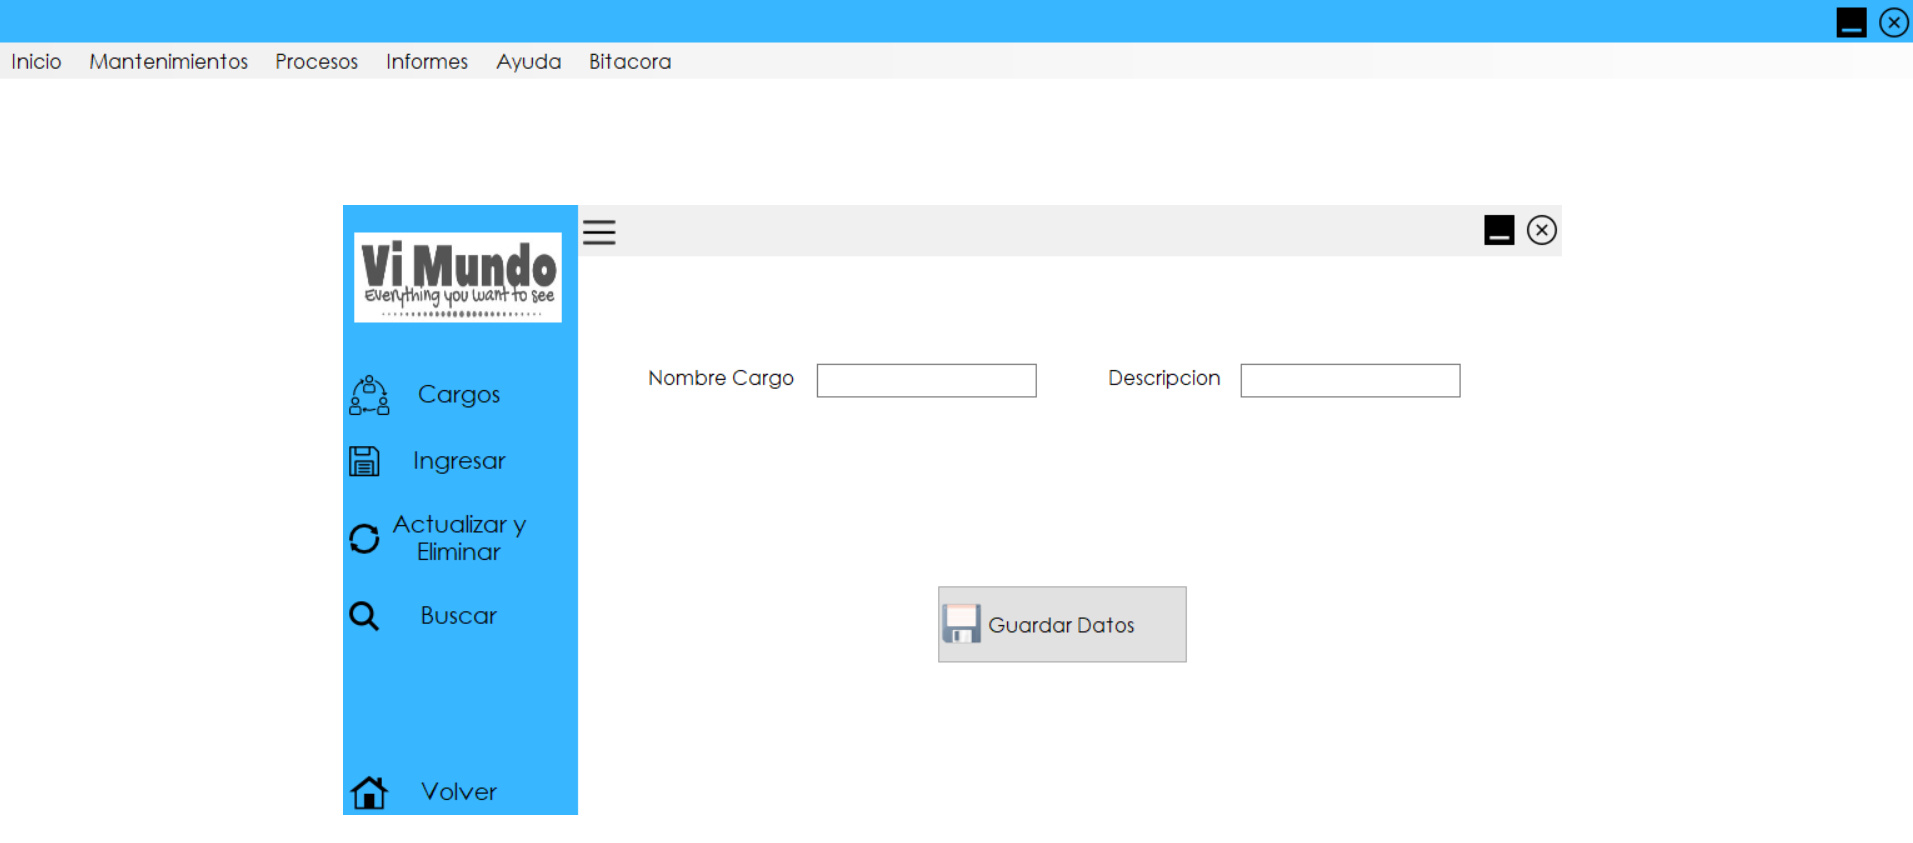 Inicio Mantenimientos Procesos Informes Ayuda Bitacora
Vi Mundo
Everything you want to see
Nombre Cargo
Descripcion
Cargos
Ingresar
Actualizar y
Eliminar
Buscar
Guardar Datos
Volver